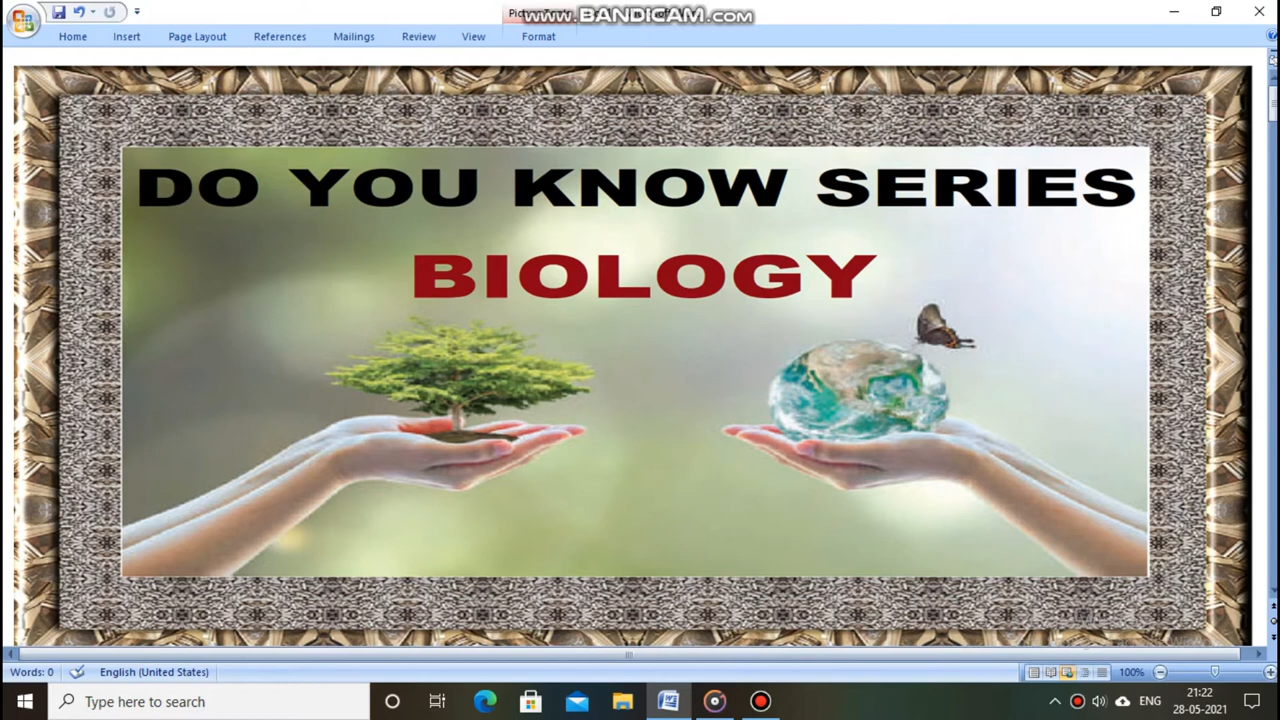 www.BANDICAM.com
Home Insert Page Layout References Mailings Review View Format
DO YOU KNOW SERIES
BIOLOGY
Words: 0 English (United States) 100%
Type here to search
ENG
21:22
28-05-2021